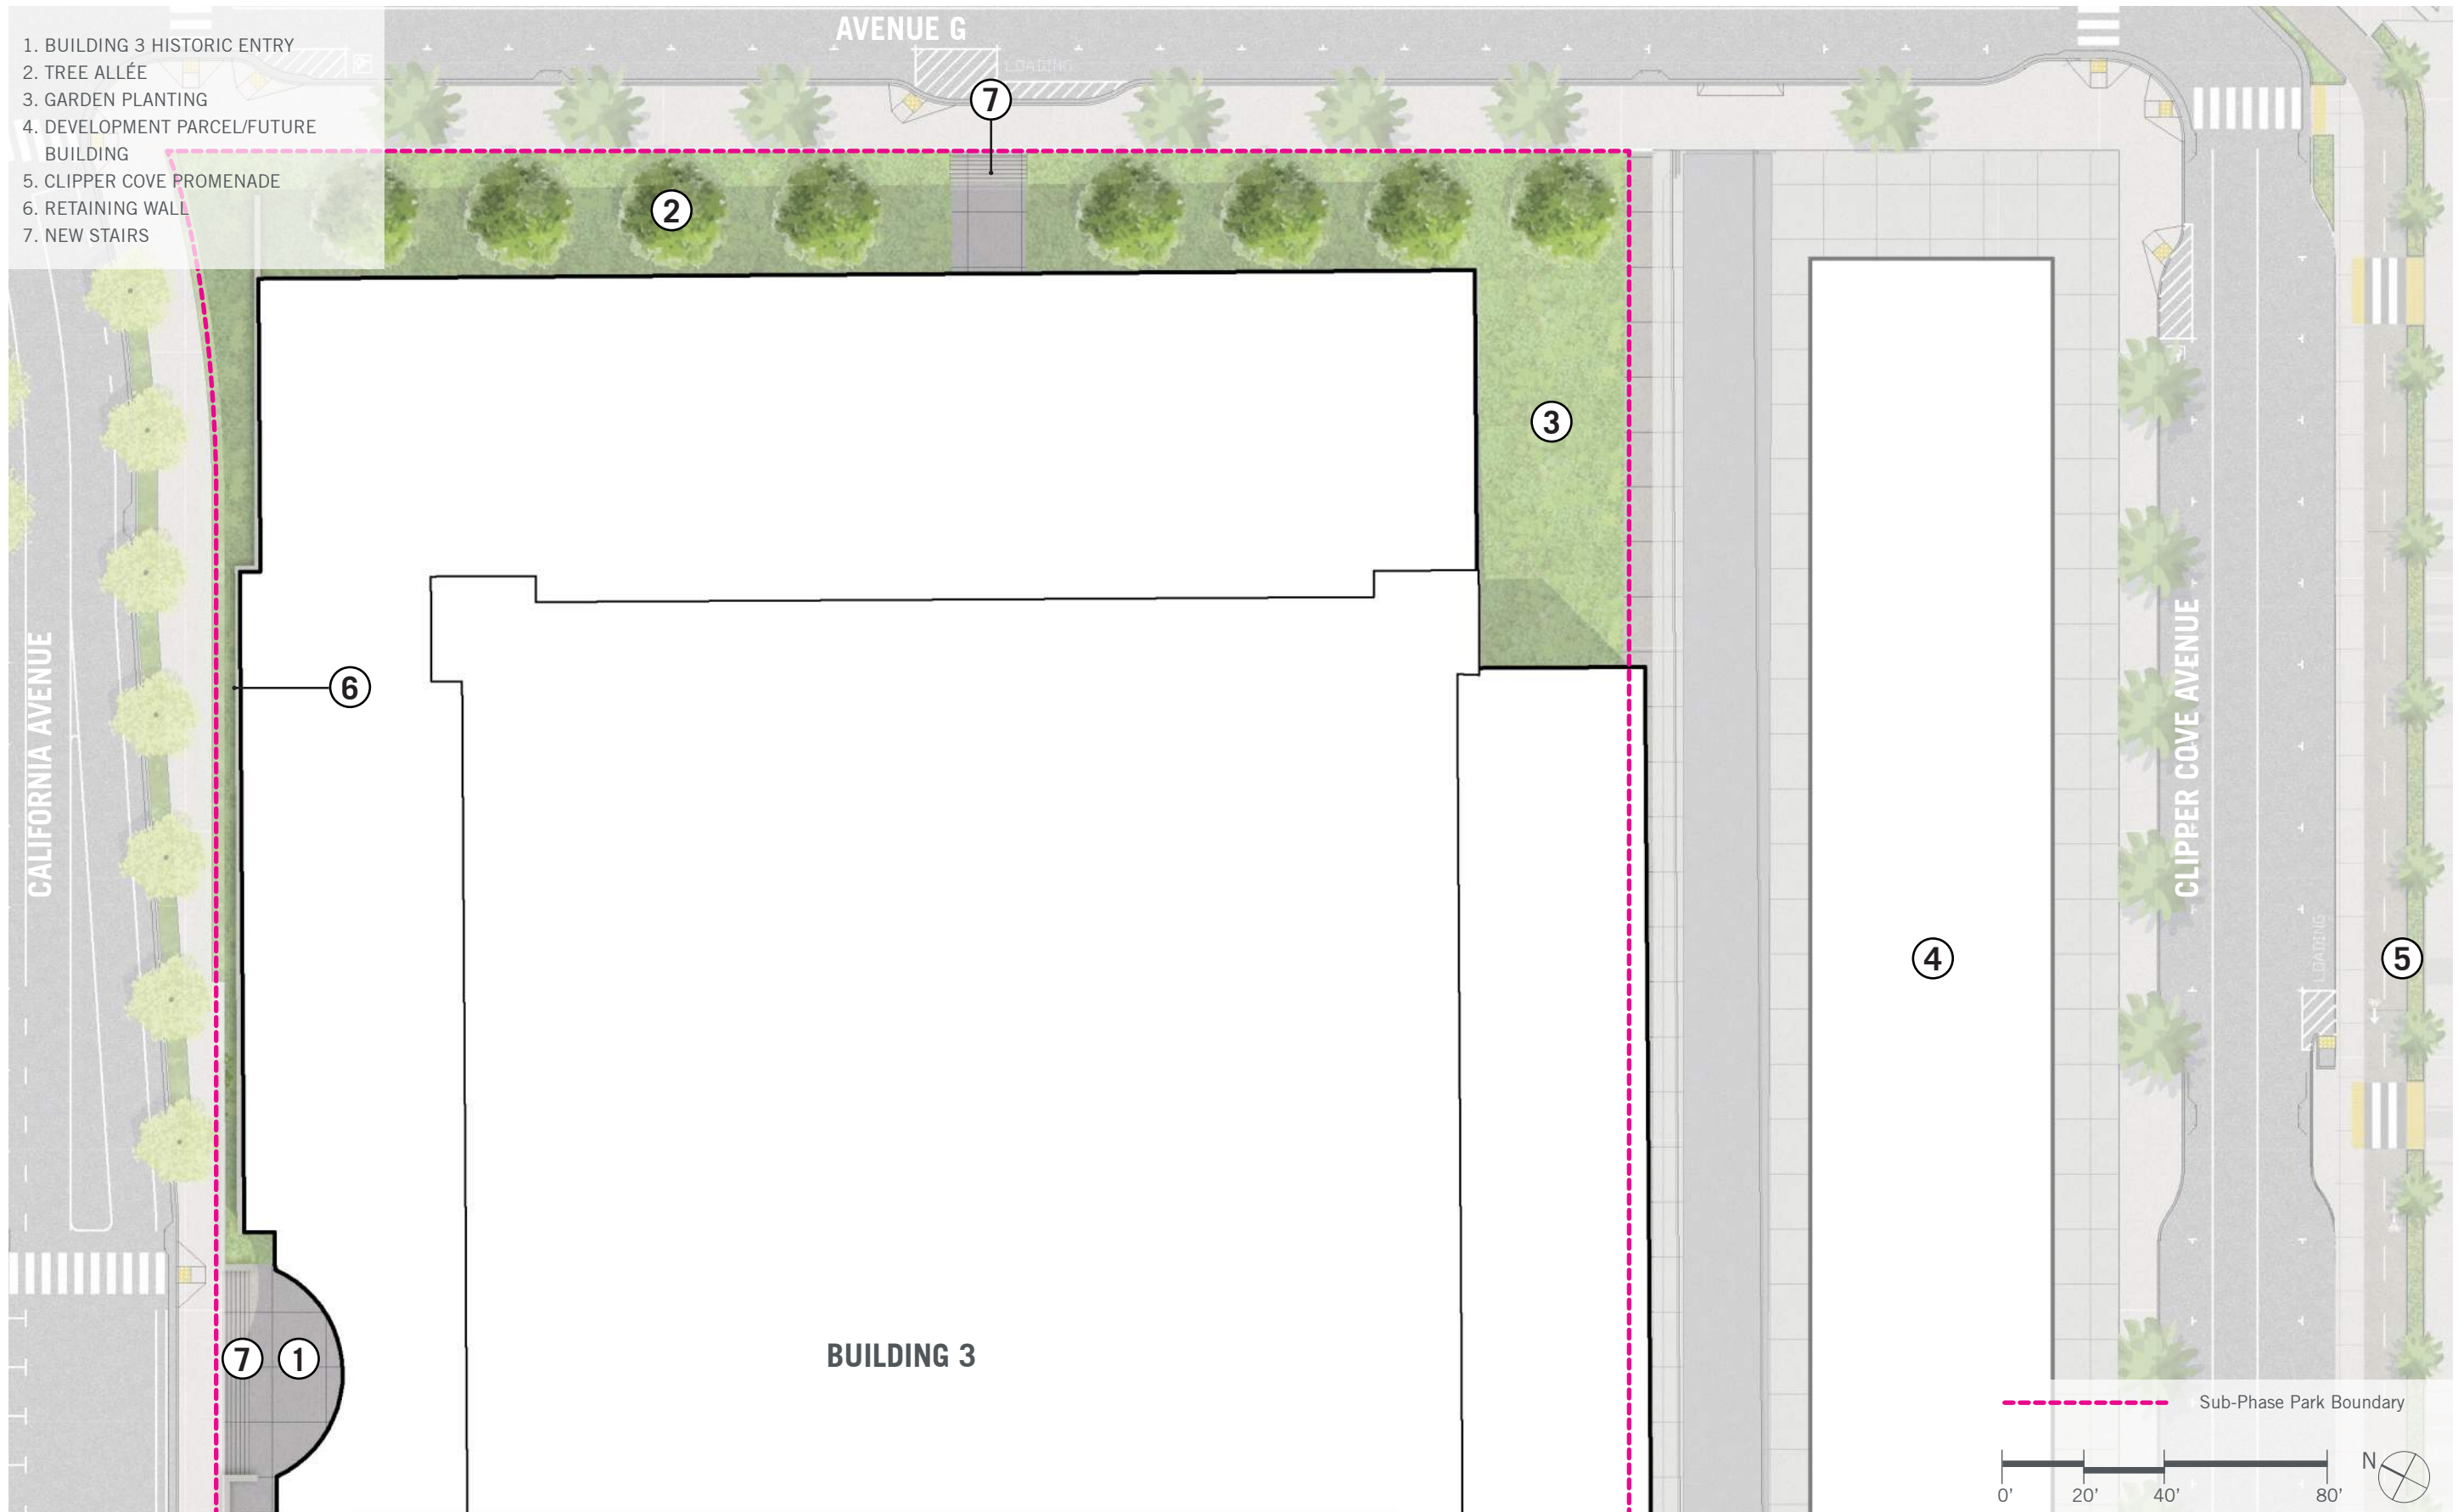 AVENUE G
1. BUILDING 3 HISTORIC ENTRY
2. TREE ALLÉE
3. GARDEN PLANTING
4. DEVELOPMENT PARCEL/FUTURE
BUILDING
5. CLIPPER COVE PROMENADE
6. RETAINING WALL
7. NEW STAIRS
LOADING
7
2
3
6
CALIFORNIA AVENUE
CLIPPER COVE AVENUE
4
5
LOADING
7
1
BUILDING 3
Sub-Phase Park Boundary
N
0' 20' 40' 80'